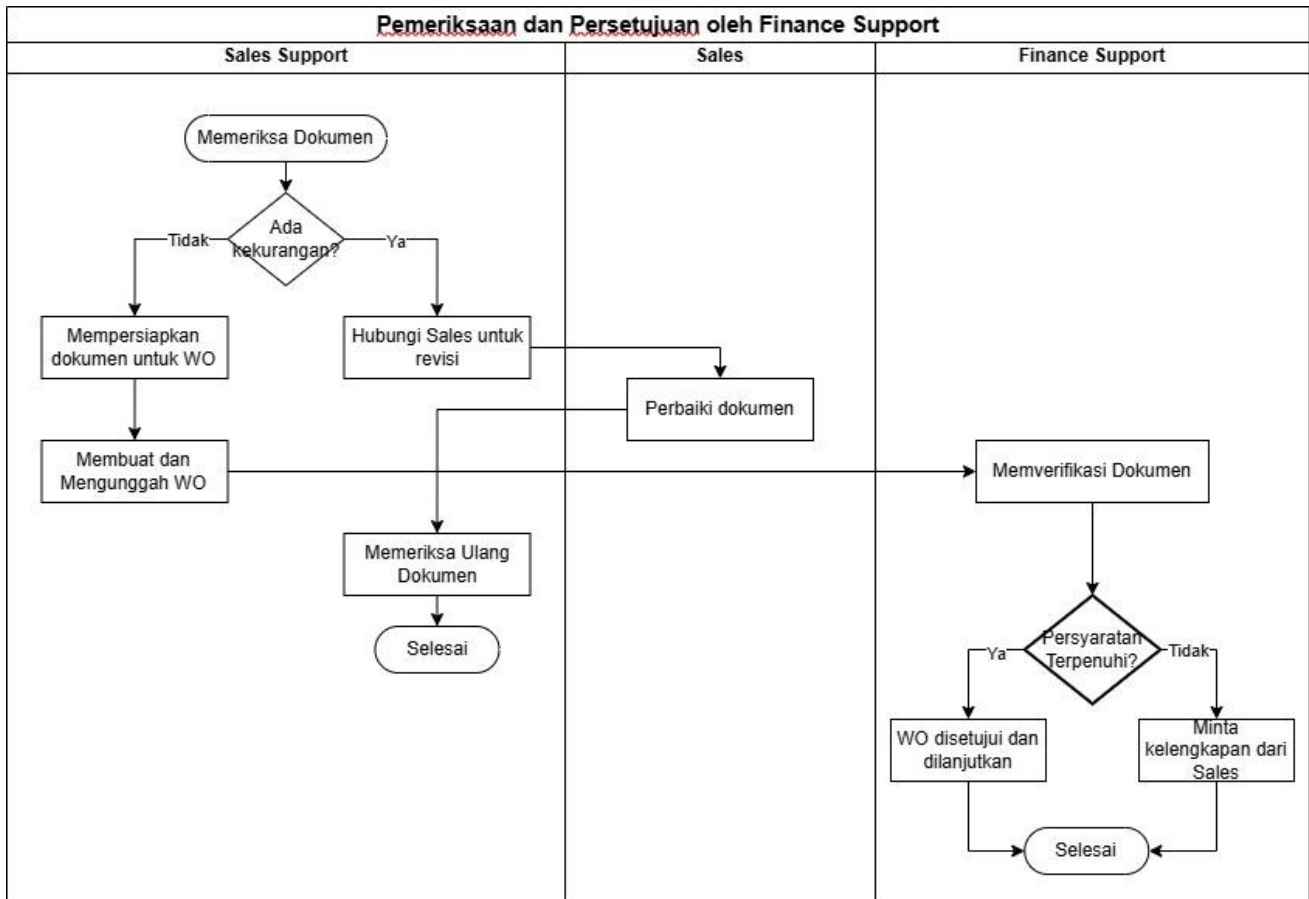 Pemeriksaan dan Persetujuan oleh Finance Support
Sales Support
Sales
Finance Support
Memeriksa Dokumen
Ada
kekurangan?
Tidak
Ya
Mempersiapkan
dokumen untuk WO
Hubungi Sales untuk
revisi
Perbaiki dokumen
Membuat dan
Mengunggah WO
Memverifikasi Dokumen
Memeriksa Ulang
Dokumen
Selesai
Persyaratan
Terpenuhi?
Ya
Tidak
WO disetujui dan
dilanjutkan
Minta
kelengkapan dari
Sales
Selesai